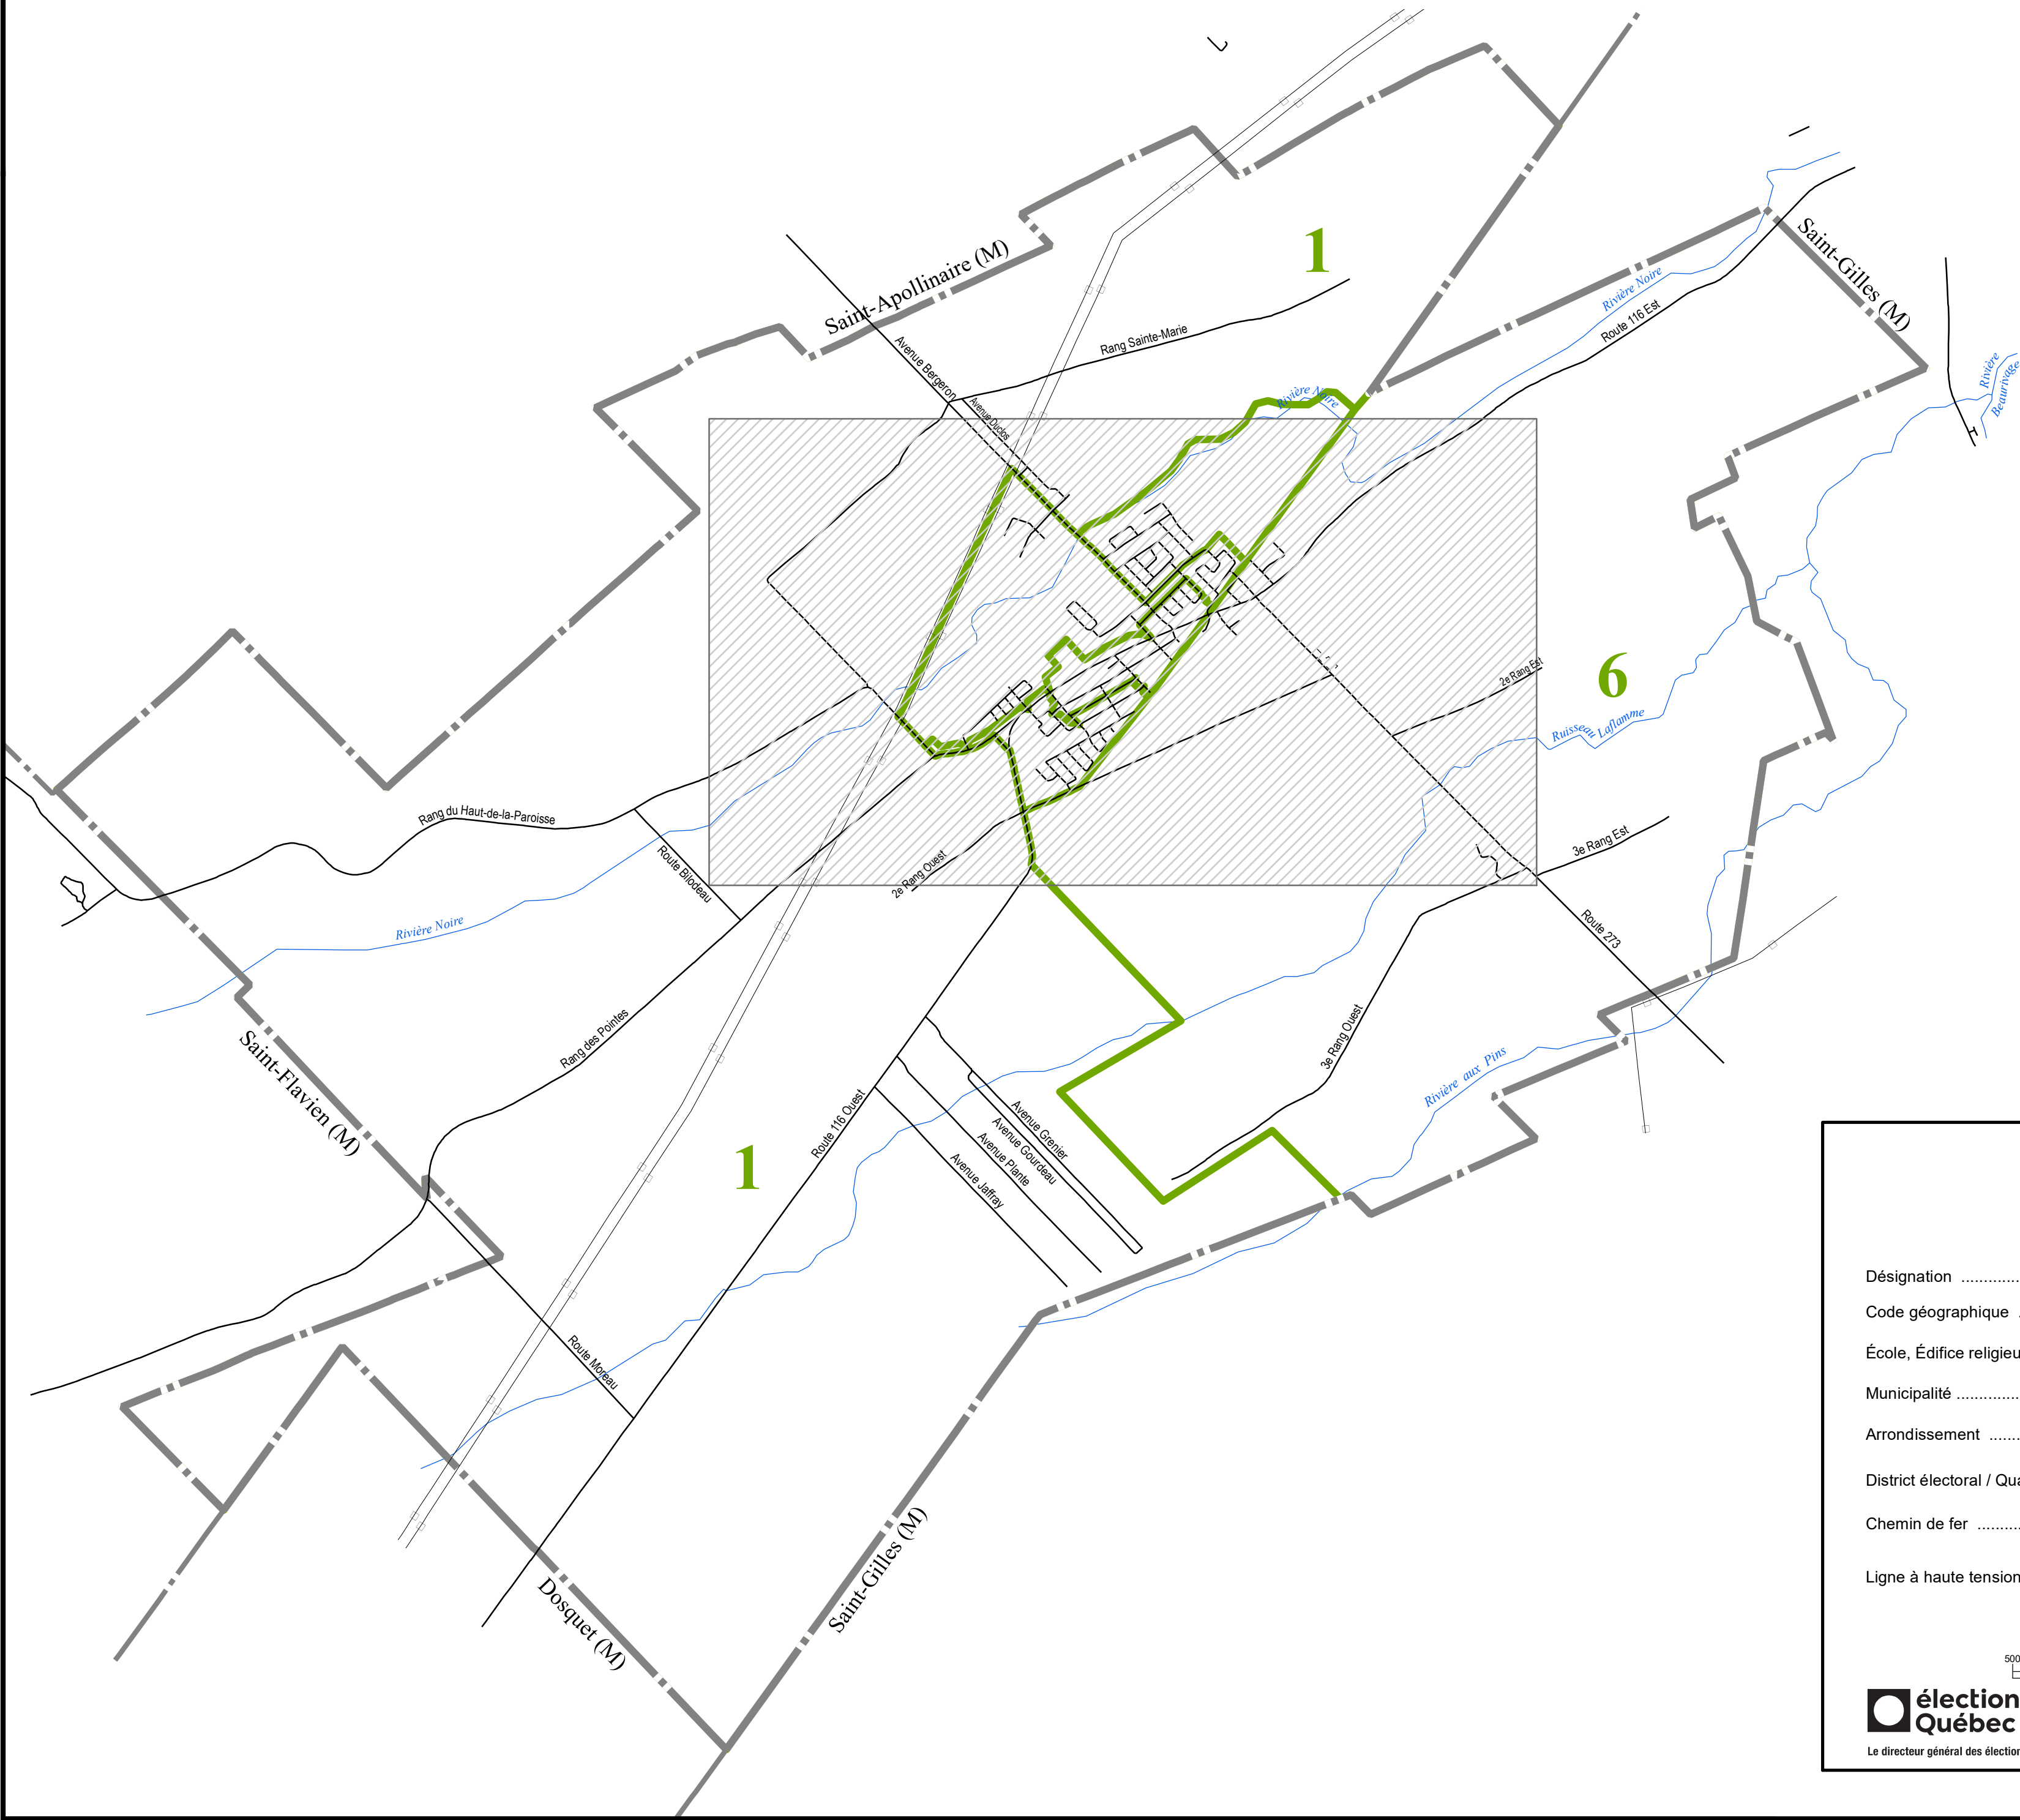 1
Saint-Apollinaire (M)
Saint-Gilles (M)
Rivière Noire
Route 116 Est
Rang Sainte-Marie
Avenue Bergeron
Avenue Duclos
Rivière Noire
Rivière
Beaurivage
2e Rang Est
6
Ruisseau Laflamme
Rang du Haut-de-la-Paroisse
Route Bilodeau
2e Rang Ouest
3e Rang Est
Route 273
Rivière Noire
Rang des Pointes
Saint-Flavien (M)
3e Rang Ouest
Rivière aux Pins
Route 116 Ouest
Avenue Grenier
Avenue Gourdeau
Avenue Plante
Avenue Jaffray
1
Route Moreau
Dosquet (M)
Saint-Gilles (M)
Désignation .............
Code géographique .
École, Édifice religieu
Municipalité ..............
Arrondissement .......
District électoral / Qua
Chemin de fer ..........
Ligne à haute tension
500
élection
Québec
Le directeur général des élection